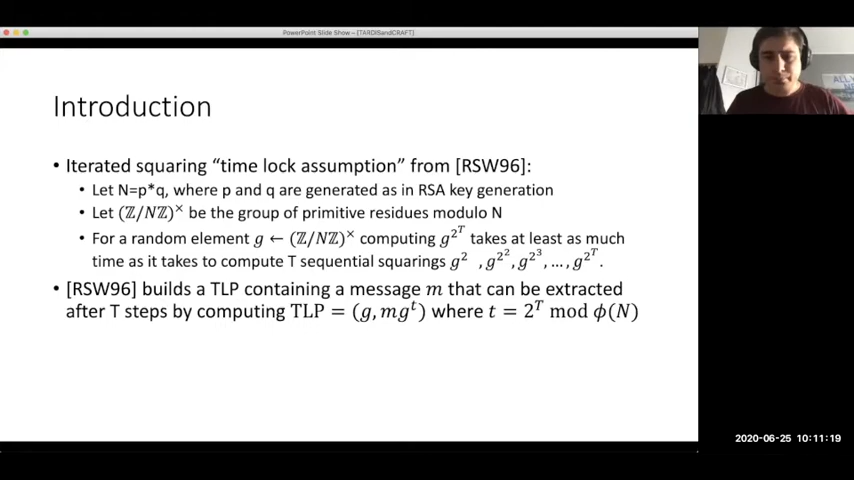 PowerPoint Slide Show – [TARDISandCRAFT]
Introduction
• Iterated squaring “time lock assumption” from [RSW96]:
• Let N=p*q, where p and q are generated as in RSA key generation
• Let (ℤ/Nℤ)^× be the group of primitive residues modulo N
• For a random element g ← (ℤ/Nℤ)^× computing g^{2^T} takes at least as much
time as it takes to compute T sequential squarings g^2 , g^{2^2}, g^{2^3}, …, g^{2^T}.
• [RSW96] builds a TLP containing a message m that can be extracted
after T steps by computing TLP = (g, mg^t) where t = 2^T mod ϕ(N)
2020-06-25 10:11:19